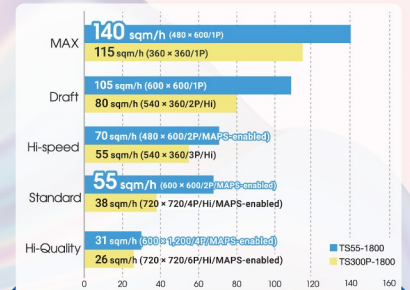 140 sqm/h (480 × 600/1P)
MAX
115 sqm/h (360 × 360/1P)
105 sqm/h (600 × 600/1P)
Draft
80 sqm/h (540 × 360/2P/Hi)
70 sqm/h (480 × 600/2P/MAPS-enabled)
Hi-speed
55 sqm/h (540 × 360/3P/Hi)
55 sqm/h (600 × 600/2P/MAPS-enabled)
Standard
38 sqm/h (720 × 720/4P/Hi/MAPS-enabled)
31 sqm/h (600 × 1,200/4P/MAPS-enabled)
Hi-Quality
26 sqm/h (720 × 720/6P/Hi/MAPS-enabled)
TS55-1800
TS300P-1800
0 20 40 60 80 100 120 140 160